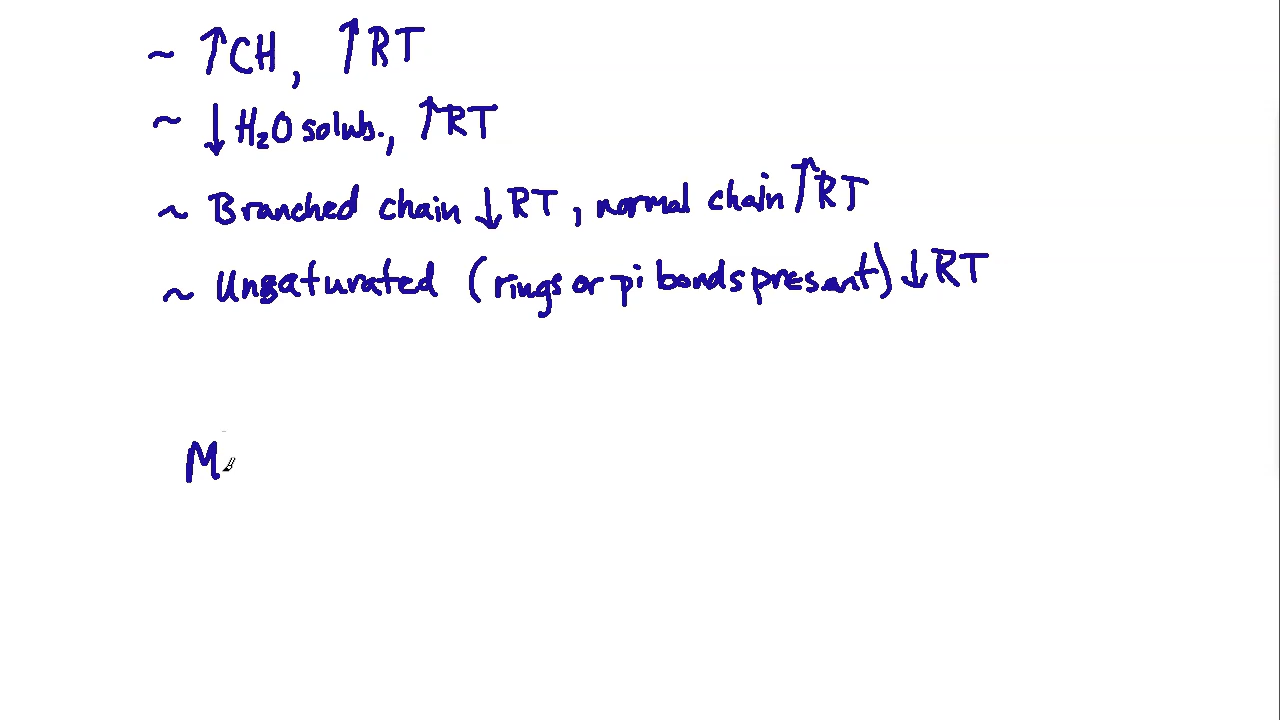 ~ ↑CH, ↑RT
~ ↓H₂O solub., ↑RT
~ Branched chain ↓RT, normal chain ↑RT
~ Unsaturated (rings or pi bonds present) ↓RT
M